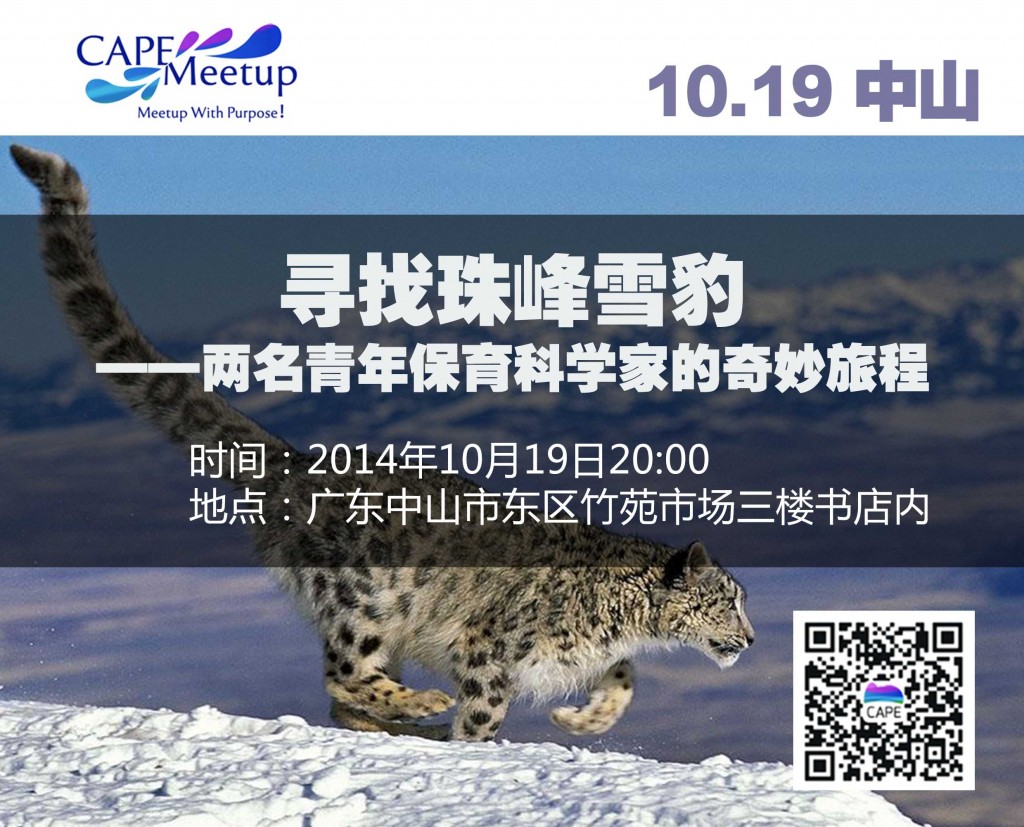 CAPE
Meetup
Meetup With Purpose!
10.19 中山
寻找珠峰雪豹
——两名青年保育科学家的奇妙旅程
时间：2014年10月19日20:00
地点：广东中山市东区竹苑市场三楼书店内
CAPE